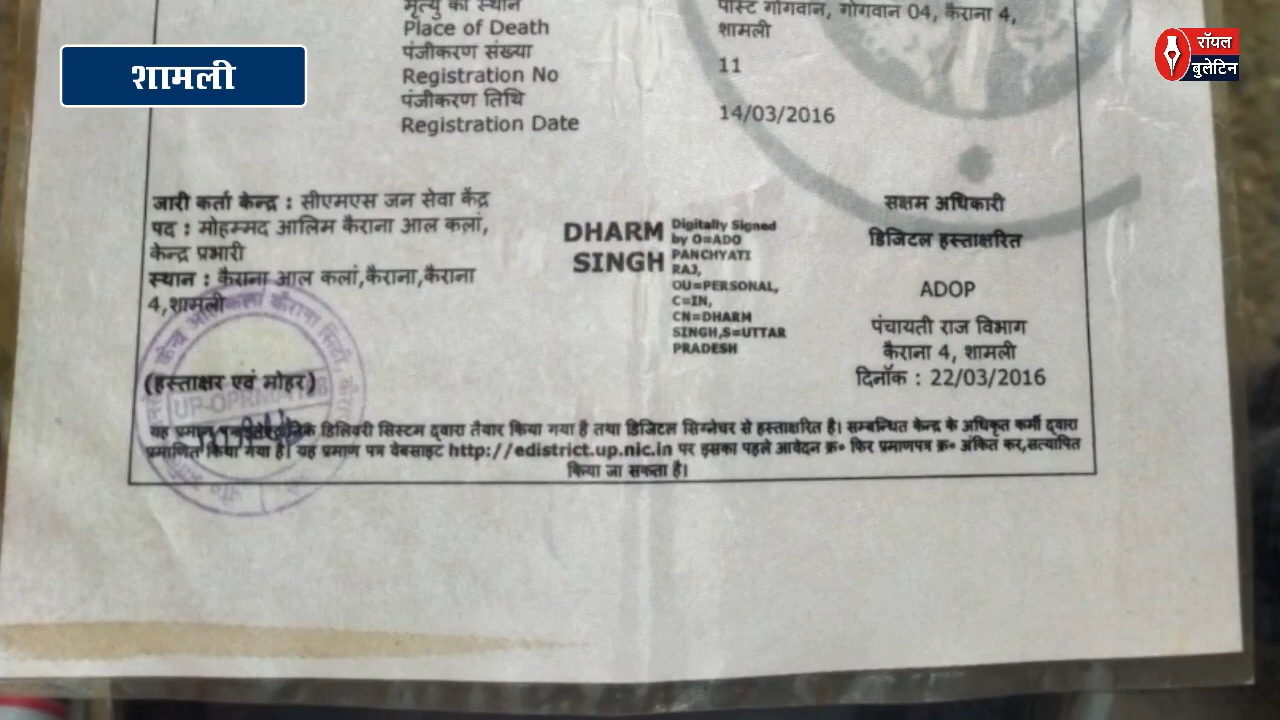 मृत्यु का स्थान
Place of Death
पोस्ट गोगवान, गोगवान 04, कैराना 4,
शामली
पंजीकरण संख्या
Registration No
11
पंजीकरण तिथि
Registration Date
14/03/2016
शामली
रॉयल
बुलेटिन
जारी कर्ता केन्द्र : सीएमएस जन सेवा केंद्र
पद : मोहम्मद आलिम कैराना आल कलां,
केन्द्र प्रभारी
स्थान : कैराना आल कलां,कैराना,कैराना
4,शामली
(हस्ताक्षर एवं मोहर)
DHARM
SINGH
Digitally Signed
by O=ADO
PANCHYATI
RAJ,
OU=PERSONAL,
C=IN,
CN=DHARM
SINGH,S=UTTAR
PRADESH
सक्षम अधिकारी
डिजिटल हस्ताक्षरित
ADOP
पंचायती राज विभाग
कैराना 4, शामली
दिनाँक : 22/03/2016
यह प्रमाण डिलिवरी सिस्टम द्वारा तैयार किया गया है तथा डिजिटल सिग्नेचर से हस्ताक्षरित है। सम्बन्धित केन्द्र के अधिकृत कर्मी द्वारा
प्रमाणित किया गया है। यह प्रमाण पत्र वेबसाइट http://edistrict.up.nic.in पर इसका पहले आवेदन क्र० फिर प्रमाणपत्र क्र० अंकित कर,सत्यापित
किया जा सकता है।